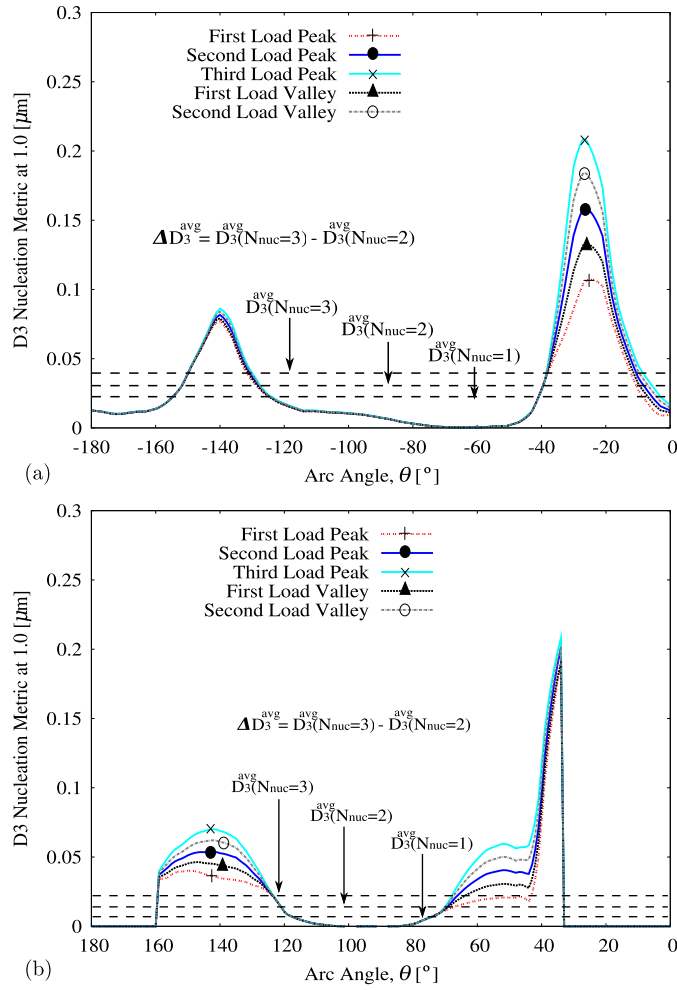 0.3
0.25
0.2
0.15
0.1
0.05
0
D3 Nucleation Metric at 1.0 [μm]
First Load Peak
Second Load Peak
Third Load Peak
First Load Valley
Second Load Valley
ΔD3avg = D3avg(Nnuc=3) - D3avg(Nnuc=2)
D3avg(Nnuc=3)
D3avg(Nnuc=2)
D3avg(Nnuc=1)
-180 -160 -140 -120 -100 -80 -60 -40 -20 0
Arc Angle, θ [°]
(a)
0.3
0.25
0.2
0.15
0.1
0.05
0
D3 Nucleation Metric at 1.0 [μm]
First Load Peak
Second Load Peak
Third Load Peak
First Load Valley
Second Load Valley
ΔD3avg = D3avg(Nnuc=3) - D3avg(Nnuc=2)
D3avg(Nnuc=3)
D3avg(Nnuc=2)
D3avg(Nnuc=1)
180 160 140 120 100 80 60 40 20 0
Arc Angle, θ [°]
(b)